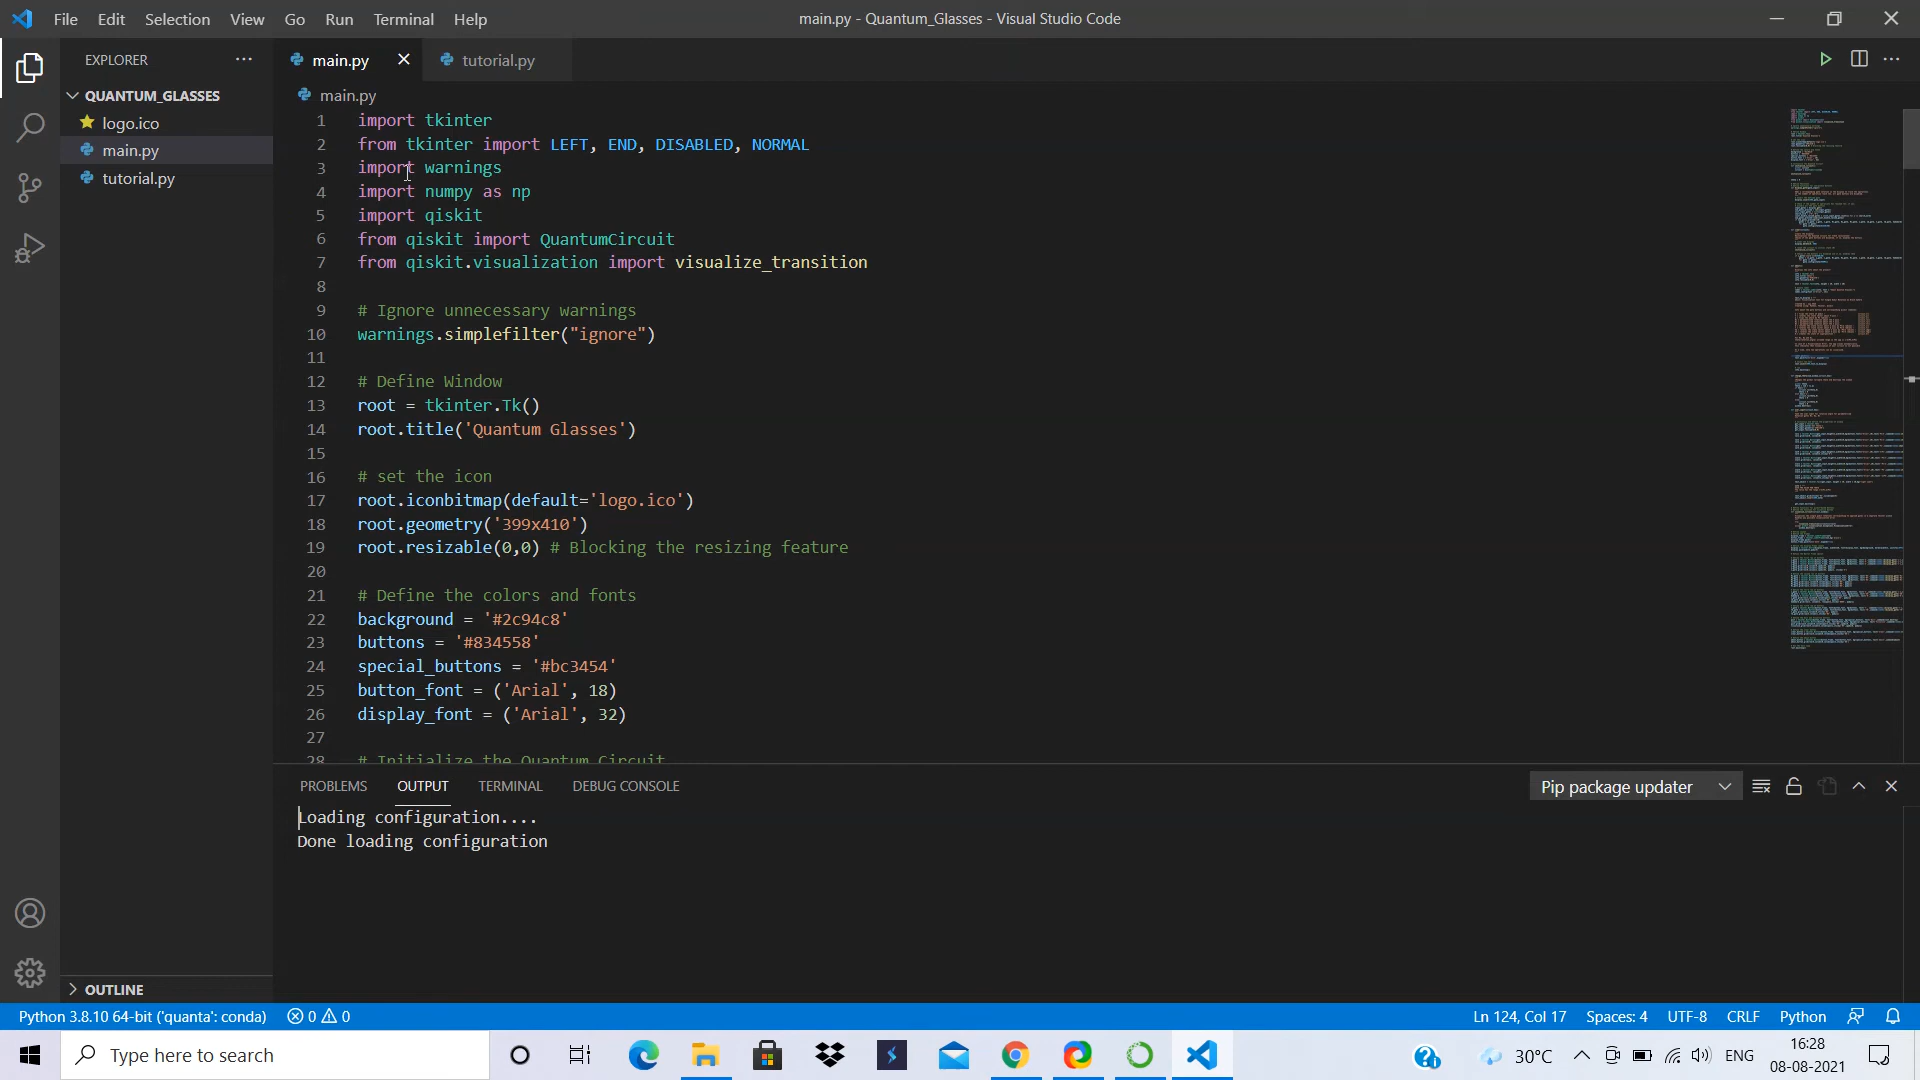 File Edit Selection View Go Run Terminal Help
main.py - Quantum_Glasses - Visual Studio Code
EXPLORER
QUANTUM_GLASSES
logo.ico
main.py
tutorial.py
OUTLINE
main.py
tutorial.py
main.py
1 import tkinter
2 from tkinter import LEFT, END, DISABLED, NORMAL
3 import warnings
4 import numpy as np
5 import qiskit
6 from qiskit import QuantumCircuit
7 from qiskit.visualization import visualize_transition
8
9 # Ignore unnecessary warnings
10 warnings.simplefilter("ignore")
11
12 # Define Window
13 root = tkinter.Tk()
14 root.title('Quantum Glasses')
15
16 # set the icon
17 root.iconbitmap(default='logo.ico')
18 root.geometry('399x410')
19 root.resizable(0,0) # Blocking the resizing feature
20
21 # Define the colors and fonts
22 background = '#2c94c8'
23 buttons = '#834558'
24 special_buttons = '#bc3454'
25 button_font = ('Arial', 18)
26 display_font = ('Arial', 32)
27
28 # Initialize the Quantum Circuit
PROBLEMS OUTPUT TERMINAL DEBUG CONSOLE
Pip package updater
Loading configuration....
Done loading configuration
Python 3.8.10 64-bit ('quanta': conda) 0 0
Ln 124, Col 17 Spaces: 4 UTF-8 CRLF Python
Type here to search
30°C
ENG
16:28
08-08-2021